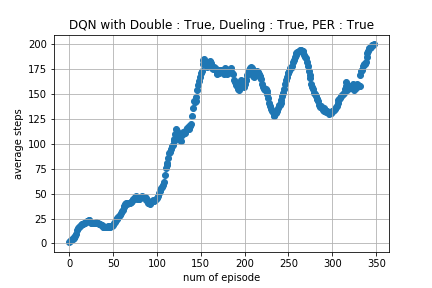 DQN with Double : True, Dueling : True, PER : True
200
175
150
125
100
75
50
25
0
average steps
0 50 100 150 200 250 300 350
num of episode